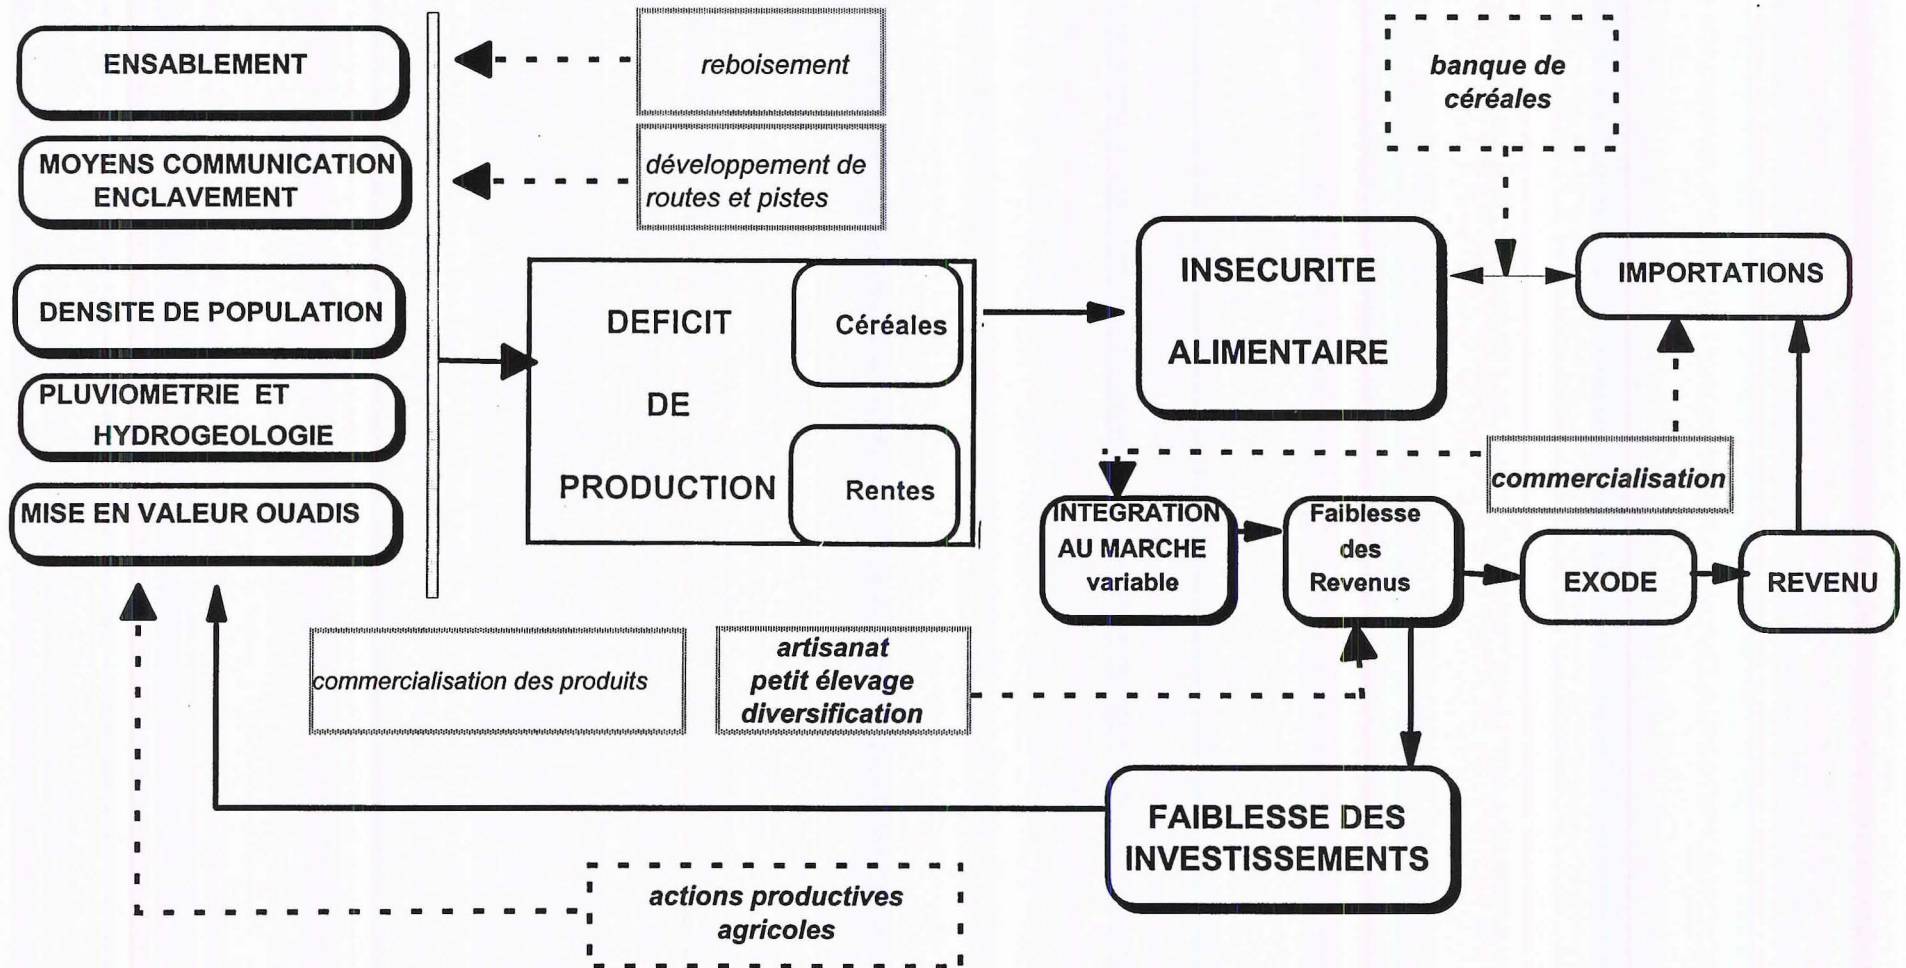 ENSABLEMENT
MOYENS COMMUNICATION
ENCLAVEMENT
DENSITE DE POPULATION
PLUVIOMETRIE ET
HYDROGEOLOGIE
MISE EN VALEUR OUADIS
reboisement
développement de
routes et pistes
DEFICIT
DE
PRODUCTION
Céréales
Rentes
banque de
céréales
INSECURITE
ALIMENTAIRE
IMPORTATIONS
commercialisation
INTEGRATION
AU MARCHE
variable
Faiblesse
des
Revenus
EXODE
REVENU
commercialisation des produits
artisanat
petit élevage
diversification
FAIBLESSE DES
INVESTISSEMENTS
actions productives
agricoles